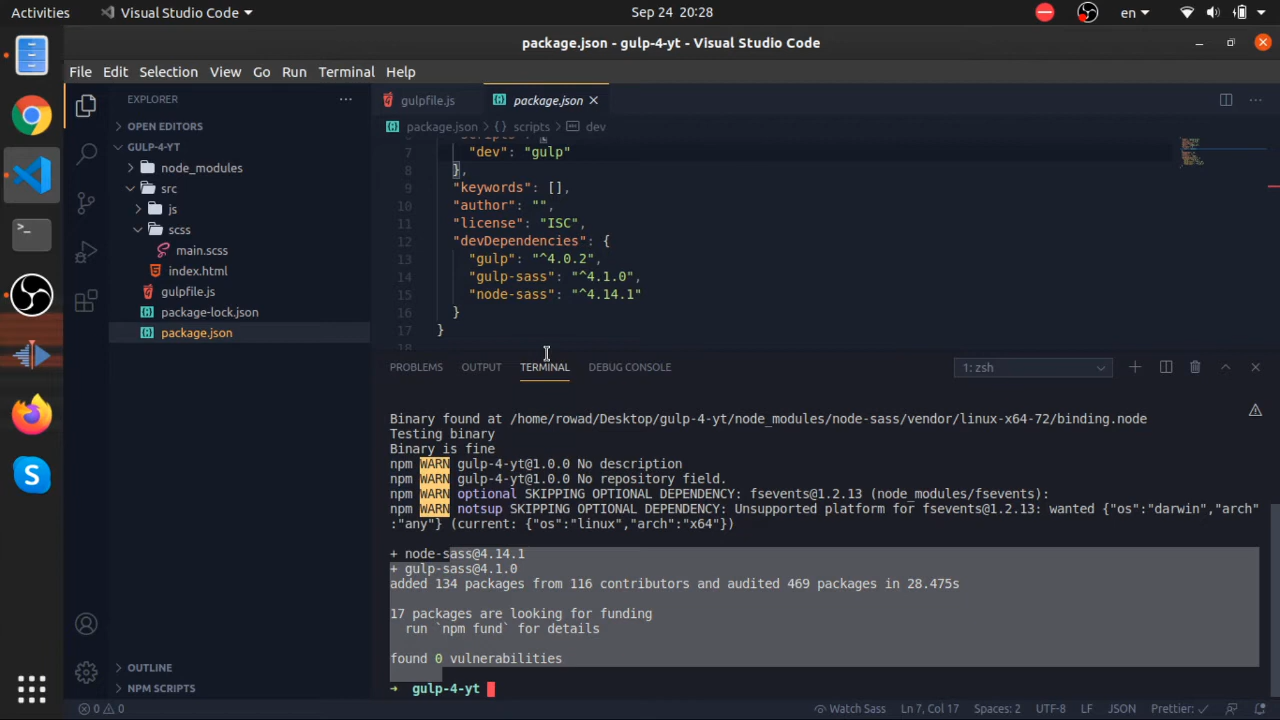 Activities
Visual Studio Code
Sep 24 20:28
en
package.json - gulp-4-yt - Visual Studio Code
File Edit Selection View Go Run Terminal Help
EXPLORER
OPEN EDITORS
GULP-4-YT
node_modules
src
js
scss
main.scss
index.html
gulpfile.js
package-lock.json
package.json
OUTLINE
NPM SCRIPTS
gulpfile.js
package.json
package.json > {} scripts > dev
7 "dev": "gulp"
8 },
9 "keywords": [],
10 "author": "",
11 "license": "ISC",
12 "devDependencies": {
13 "gulp": "^4.0.2",
14 "gulp-sass": "^4.1.0",
15 "node-sass": "^4.14.1"
16 }
17 }
18
PROBLEMS OUTPUT TERMINAL DEBUG CONSOLE
1: zsh
Binary found at /home/rowad/Desktop/gulp-4-yt/node_modules/node-sass/vendor/linux-x64-72/binding.node
Testing binary
Binary is fine
npm WARN gulp-4-yt@1.0.0 No description
npm WARN gulp-4-yt@1.0.0 No repository field.
npm WARN optional SKIPPING OPTIONAL DEPENDENCY: fsevents@1.2.13 (node_modules/fsevents):
npm WARN notsup SKIPPING OPTIONAL DEPENDENCY: Unsupported platform for fsevents@1.2.13: wanted {"os":"darwin","arch"
:"any"} (current: {"os":"linux","arch":"x64"})
+ node-sass@4.14.1
+ gulp-sass@4.1.0
added 134 packages from 116 contributors and audited 469 packages in 28.475s
17 packages are looking for funding
run `npm fund` for details
found 0 vulnerabilities
➜ gulp-4-yt
0 0
Watch Sass
Ln 7, Col 17
Spaces: 2
UTF-8
LF
JSON
Prettier: ✓